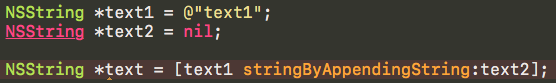 NSString *text1 = @"text1";
NSString *text2 = nil;
NSString *text = [text1 stringByAppendingString:text2];